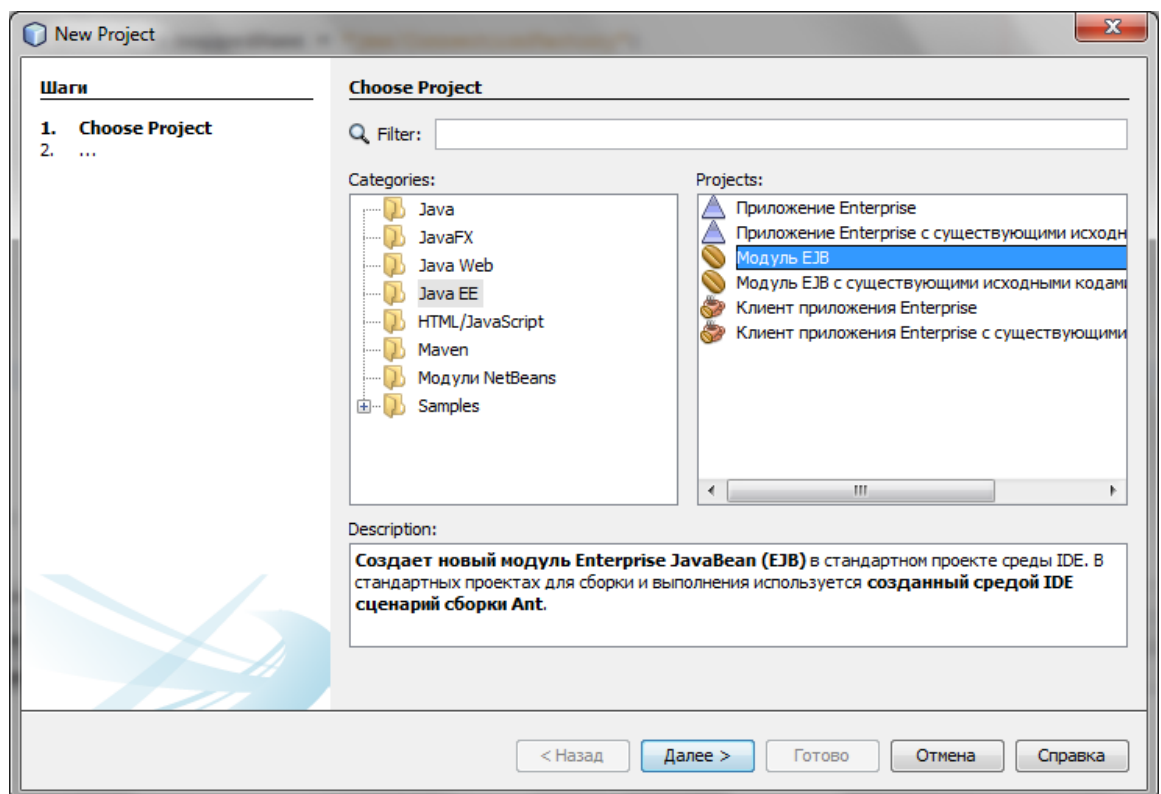 New Project
Шаги
1. Choose Project
2. ...
Choose Project
Filter:
Categories:
Java
JavaFX
Java Web
Java EE
HTML/JavaScript
Maven
Модули NetBeans
Samples
Projects:
Приложение Enterprise
Приложение Enterprise с существующими исходн
Модуль EJB
Модуль EJB с существующими исходными кодами
Клиент приложения Enterprise
Клиент приложения Enterprise с существующими
Description:
Создает новый модуль Enterprise JavaBean (EJB) в стандартном проекте среды IDE. В
стандартных проектах для сборки и выполнения используется созданный средой IDE
сценарий сборки Ant.
< Назад
Далее >
Готово
Отмена
Справка